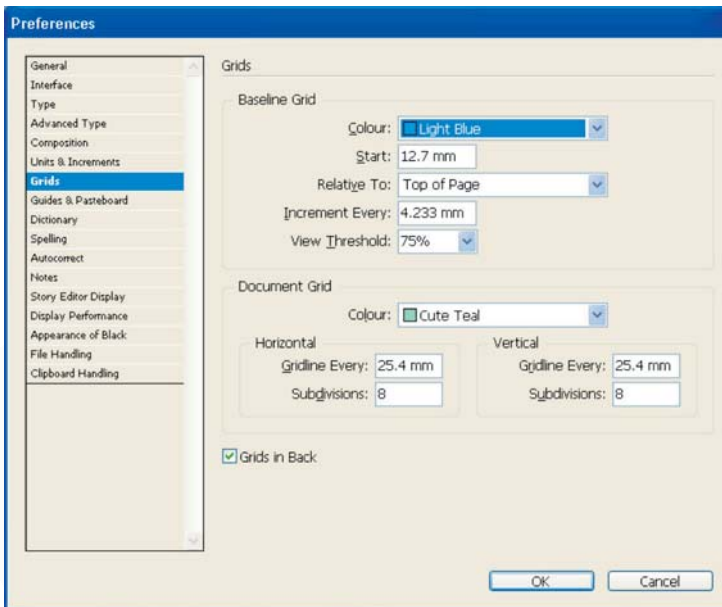 Preferences
General
Interface
Type
Advanced Type
Composition
Units & Increments
Grids
Guides & Pasteboard
Dictionary
Spelling
Autocorrect
Notes
Story Editor Display
Display Performance
Appearance of Black
File Handling
Clipboard Handling
Grids
Baseline Grid
Colour: Light Blue
Start: 12.7 mm
Relative To: Top of Page
Increment Every: 4.233 mm
View Threshold: 75%
Document Grid
Colour: Cute Teal
Horizontal
Gridline Every: 25.4 mm
Subdivisions: 8
Vertical
Gridline Every: 25.4 mm
Subdivisions: 8
Grids in Back
OK
Cancel